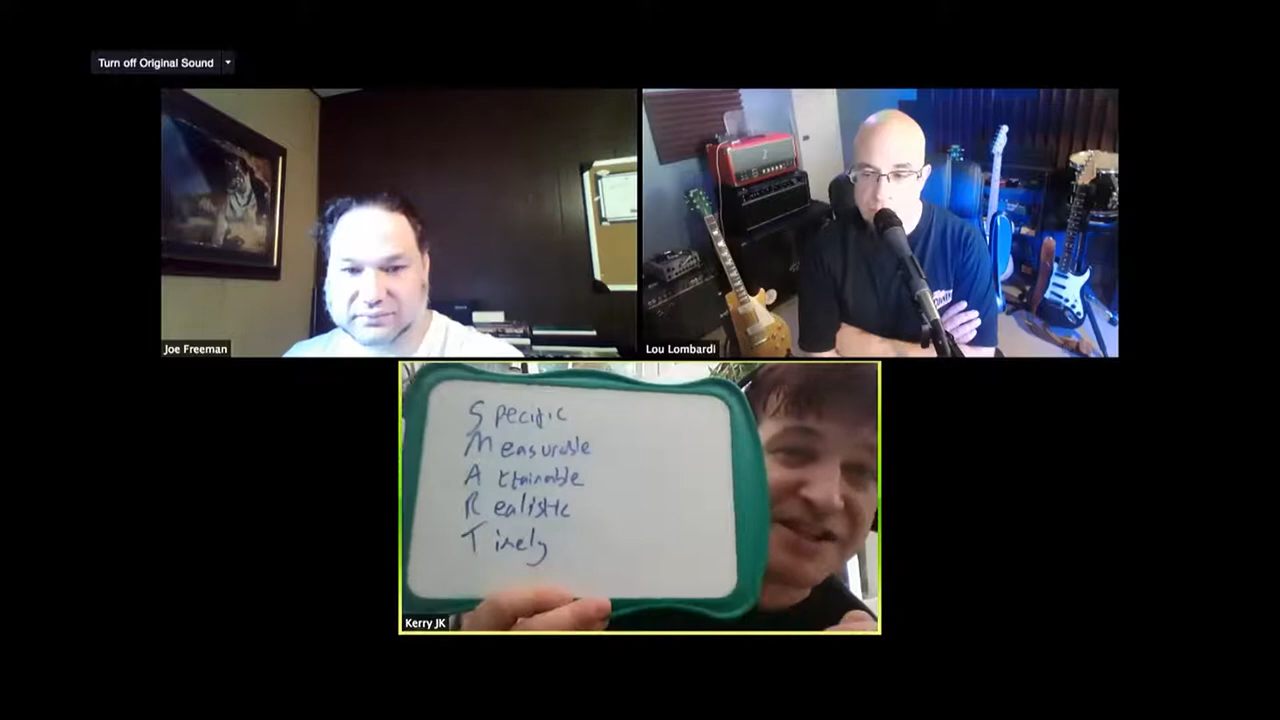 Turn off Original Sound
Joe Freeman
Lou Lombardi
Specific
Measurable
Attainable
Realistic
Timely
Kerry JK